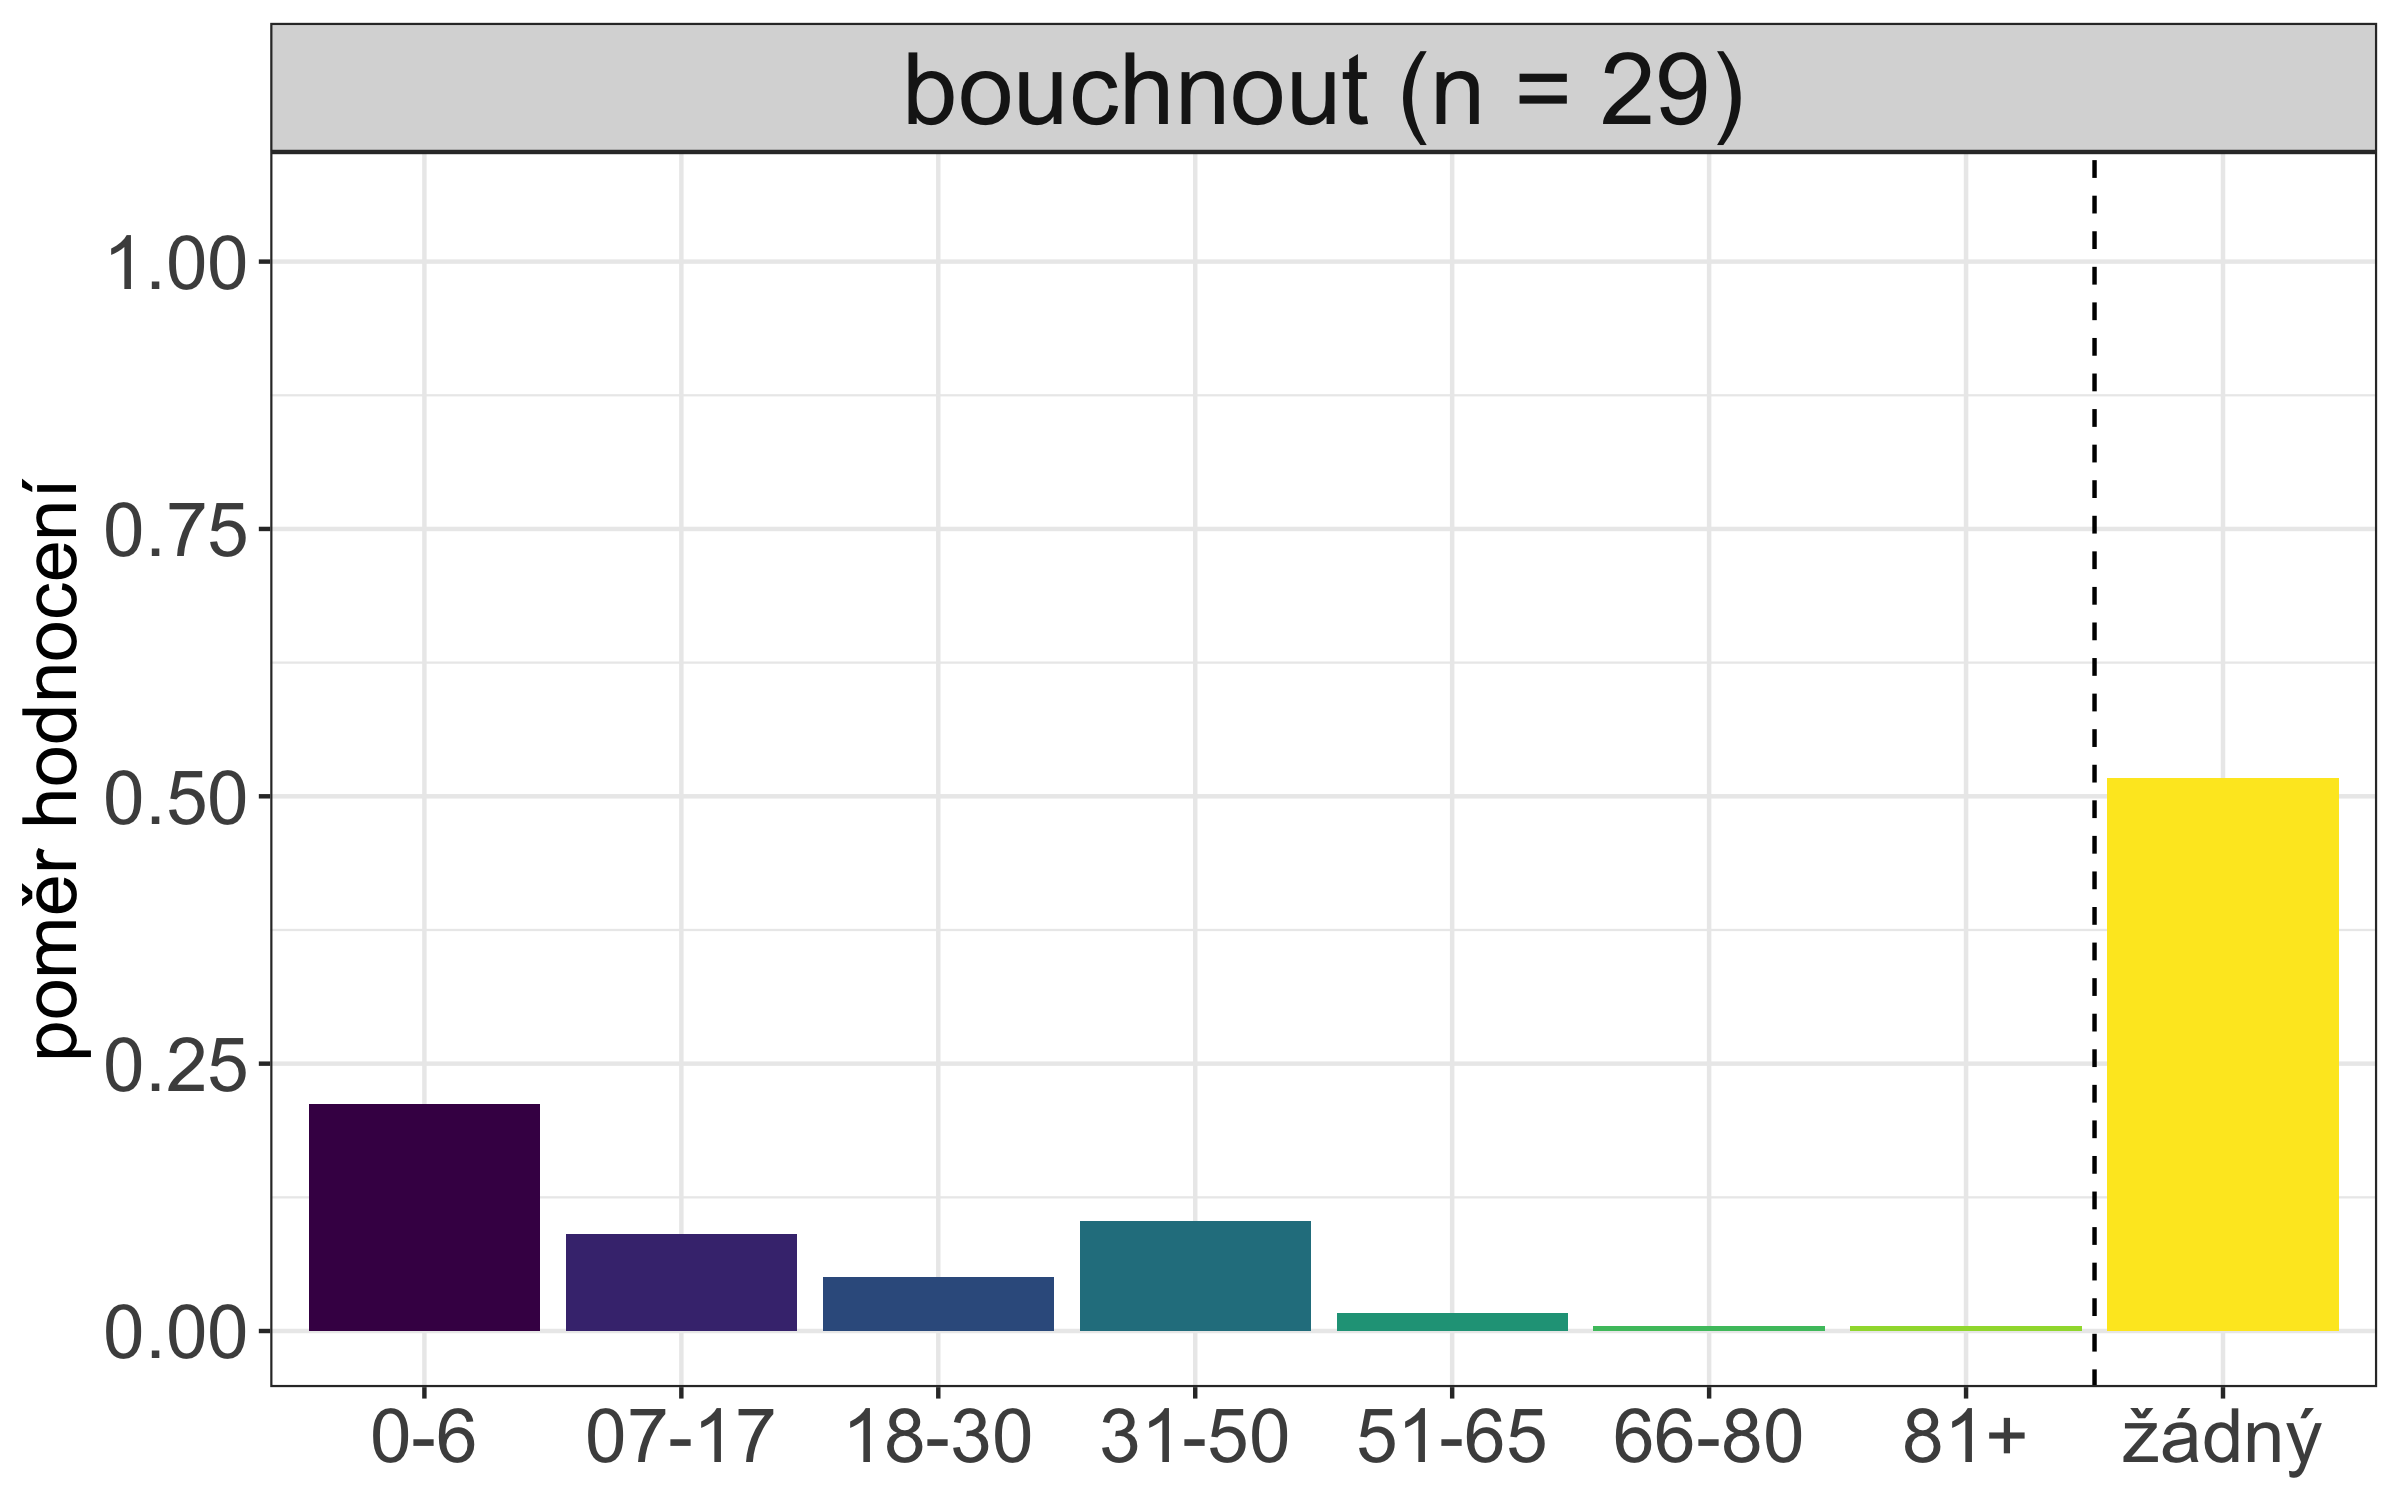 bouchnout (n = 29)
poměr hodnocení
1.00
0.75
0.50
0.25
0.00
0-6 07-17 18-30 31-50 51-65 66-80 81+ žádný